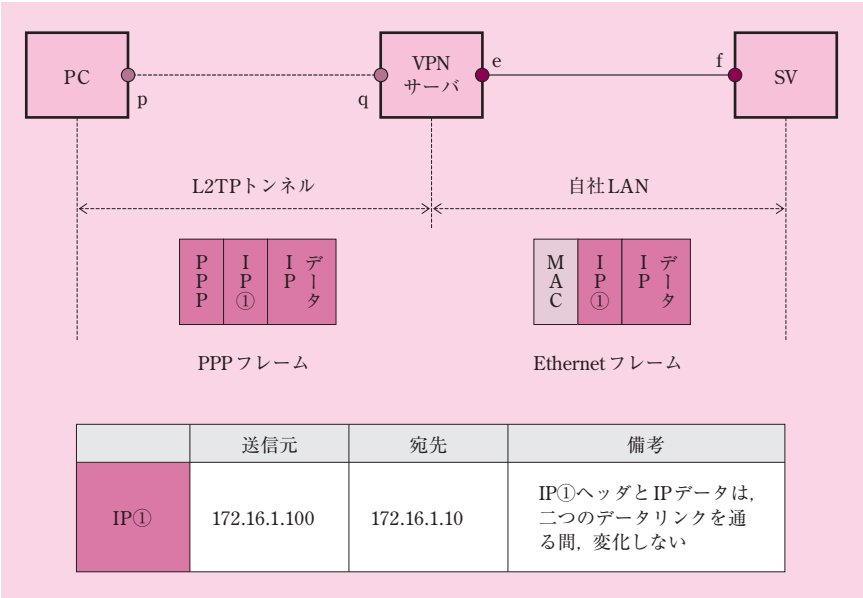 PC
p
q
VPN
サーバ
e
f
SV
L2TPトンネル
自社LAN
PPP
IP①
IPデータ
MAC
IP①
IPデータ
PPPフレーム
Ethernetフレーム
送信元
宛先
備考
IP①
172.16.1.100
172.16.1.10
IP①ヘッダとIPデータは，
二つのデータリンクを通
る間，変化しない